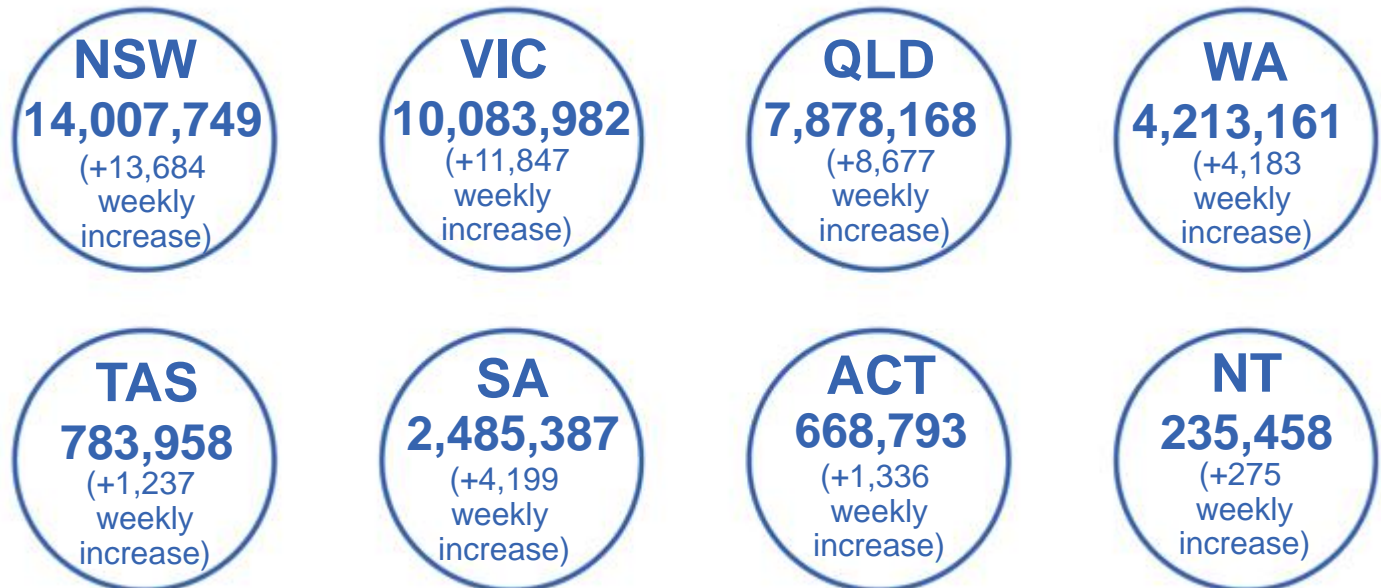 NSW
14,007,749
(+13,684
weekly
increase)
VIC
10,083,982
(+11,847
weekly
increase)
QLD
7,878,168
(+8,677
weekly
increase)
WA
4,213,161
(+4,183
weekly
increase)
TAS
783,958
(+1,237
weekly
increase)
SA
2,485,387
(+4,199
weekly
increase)
ACT
668,793
(+1,336
weekly
increase)
NT
235,458
(+275
weekly
increase)